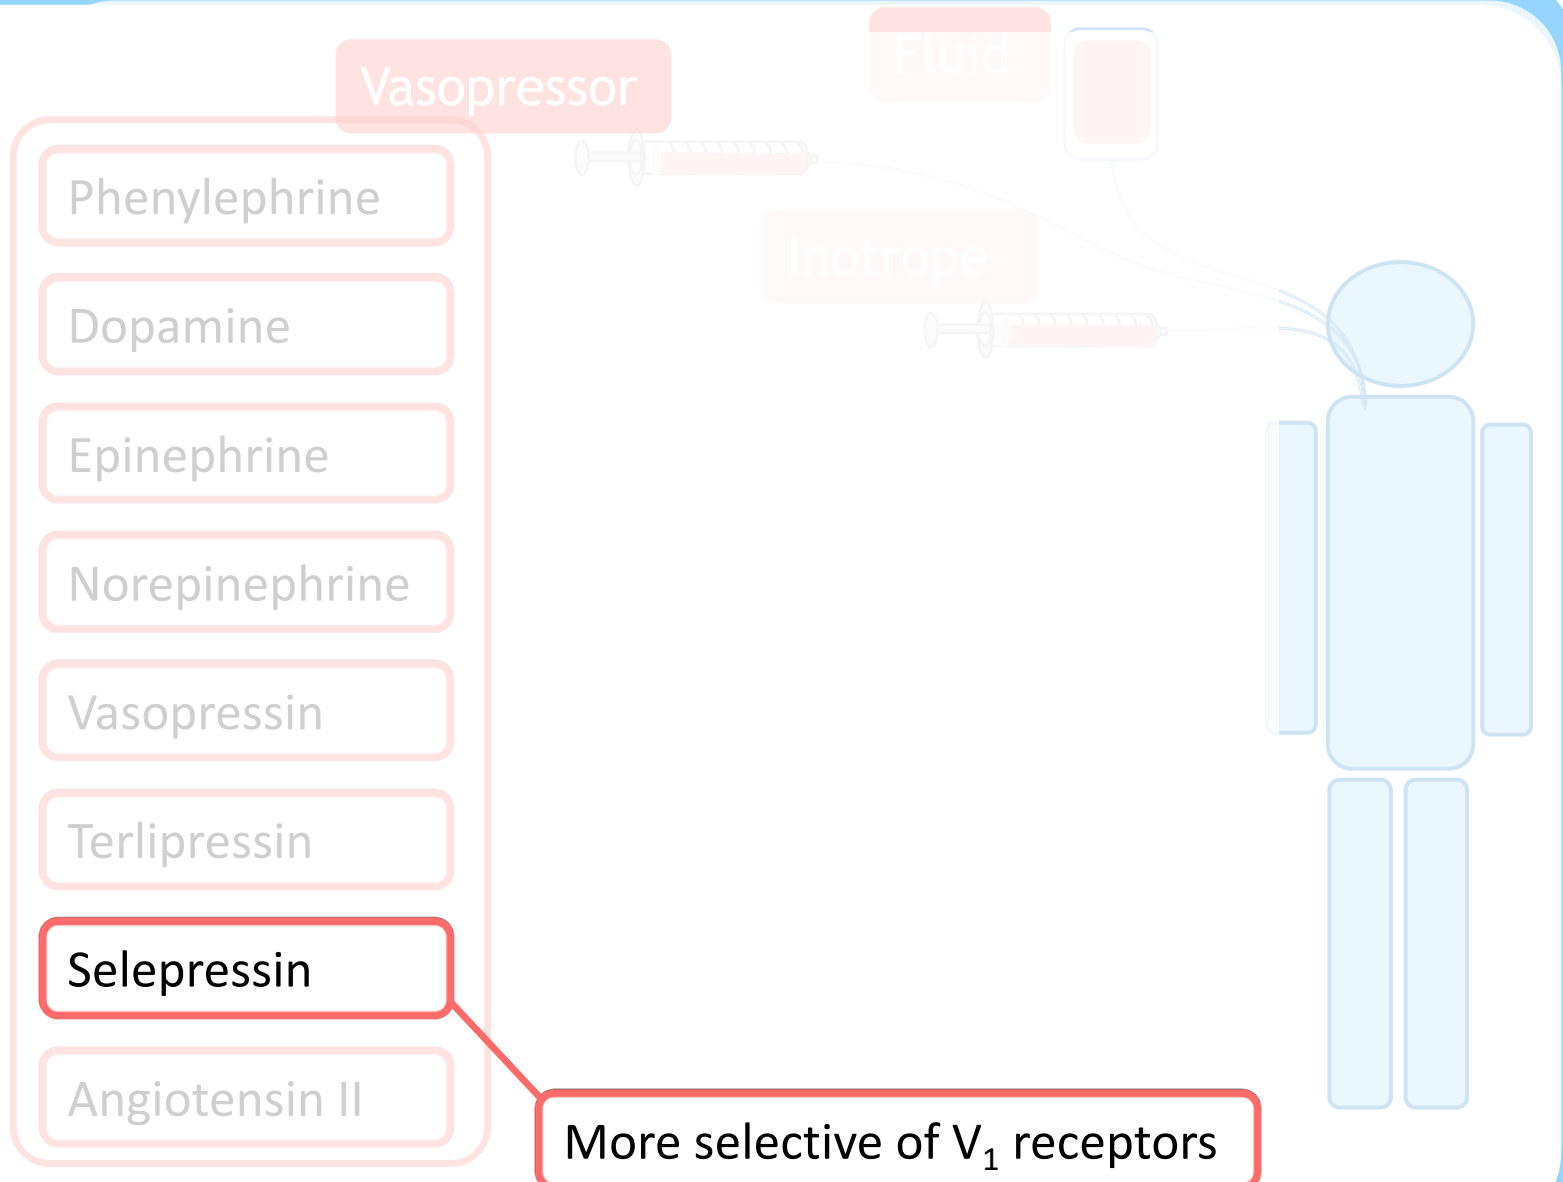 Vasopressor
Fluid
Inotrope
Phenylephrine
Dopamine
Epinephrine
Norepinephrine
Vasopressin
Terlipressin
Selepressin
Angiotensin II
More selective of V₁ receptors